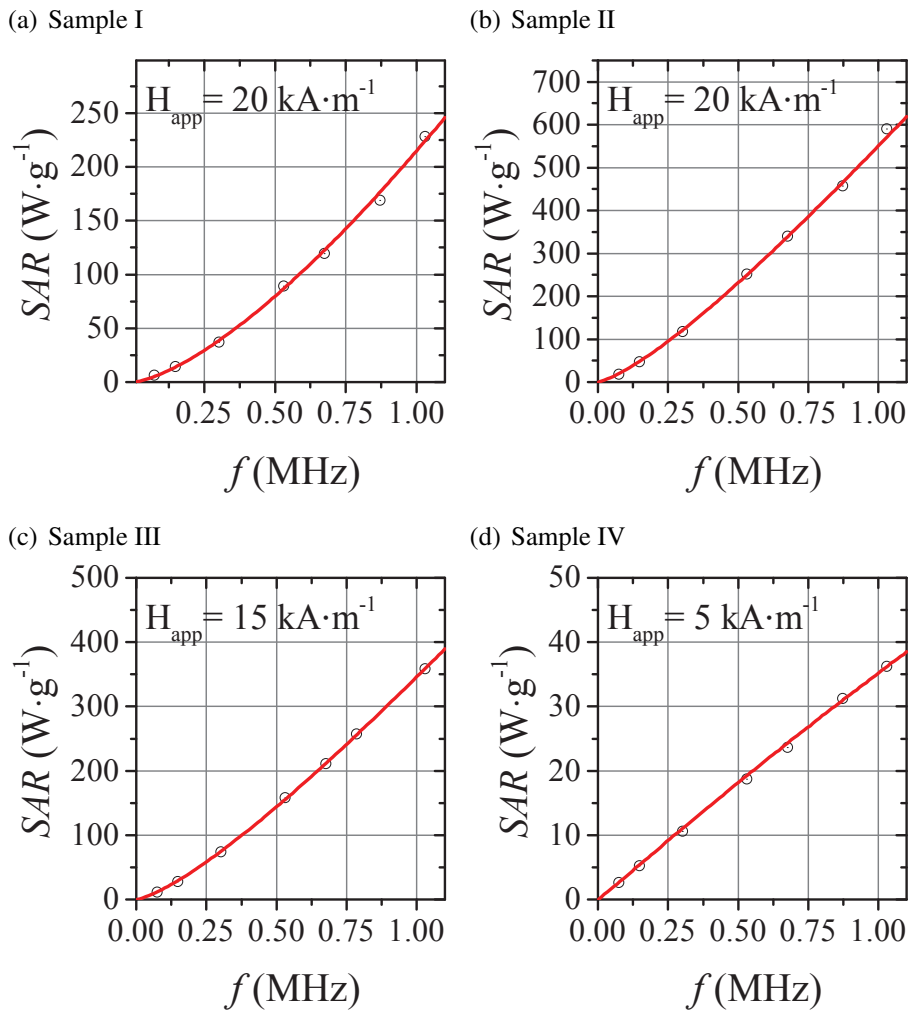 (a) Sample I
H_app = 20 kA·m⁻¹
SAR (W·g⁻¹)
250
200
150
100
50
0
0.25 0.50 0.75 1.00
f (MHz)
(b) Sample II
H_app = 20 kA·m⁻¹
SAR (W·g⁻¹)
700
600
500
400
300
200
100
0
0.00 0.25 0.50 0.75 1.00
f (MHz)
(c) Sample III
H_app = 15 kA·m⁻¹
SAR (W·g⁻¹)
500
400
300
200
100
0
0.00 0.25 0.50 0.75 1.00
f (MHz)
(d) Sample IV
H_app = 5 kA·m⁻¹
SAR (W·g⁻¹)
50
40
30
20
10
0
0.00 0.25 0.50 0.75 1.00
f (MHz)